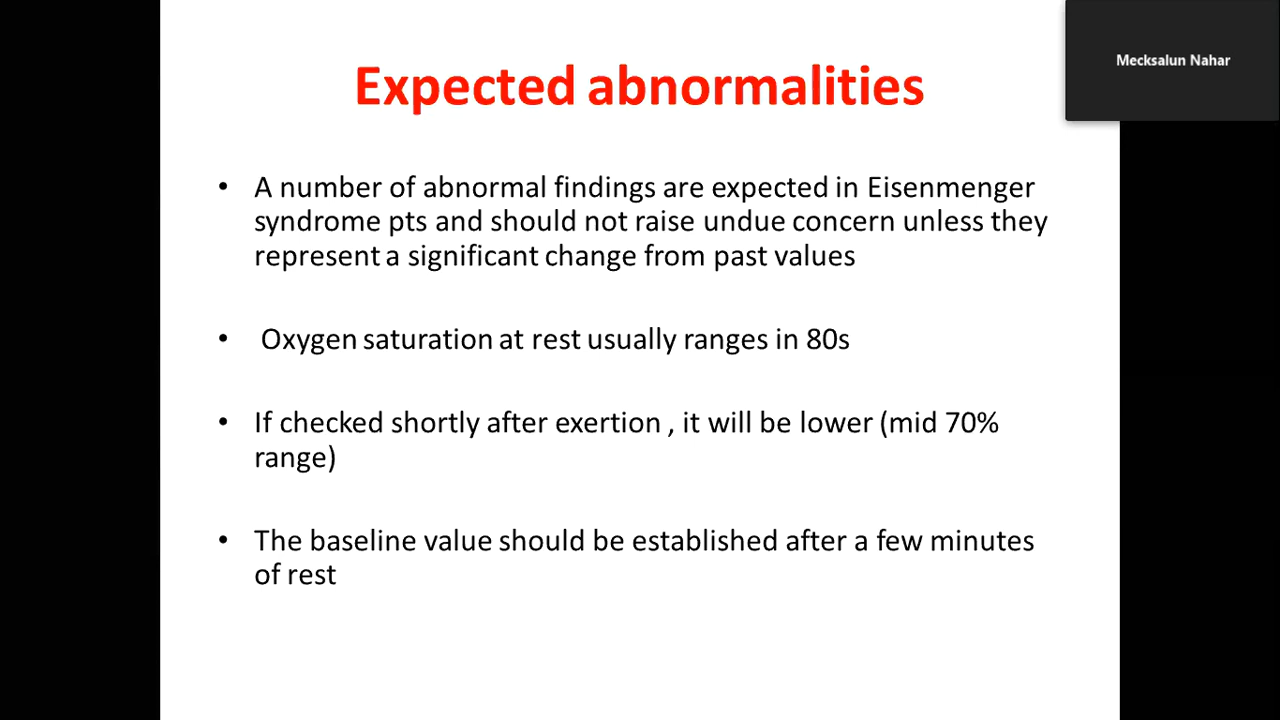 Mecksalun Nahar
Expected abnormalities
• A number of abnormal findings are expected in Eisenmenger
syndrome pts and should not raise undue concern unless they
represent a significant change from past values
• Oxygen saturation at rest usually ranges in 80s
• If checked shortly after exertion , it will be lower (mid 70%
range)
• The baseline value should be established after a few minutes
of rest